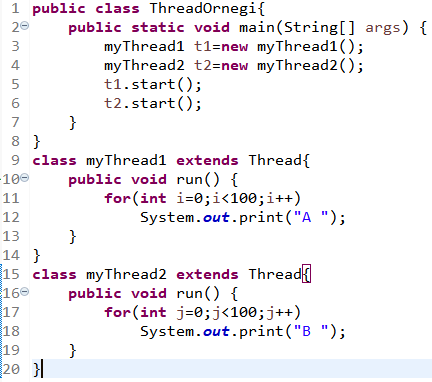 1 public class ThreadOrnegi{
2 public static void main(String[] args) {
3 myThread1 t1=new myThread1();
4 myThread2 t2=new myThread2();
5 t1.start();
6 t2.start();
7 }
8 }
9 class myThread1 extends Thread{
10 public void run() {
11 for(int i=0;i<100;i++)
12 System.out.print("A ");
13 }
14 }
15 class myThread2 extends Thread{
16 public void run() {
17 for(int j=0;j<100;j++)
18 System.out.print("B ");
19 }
20 }